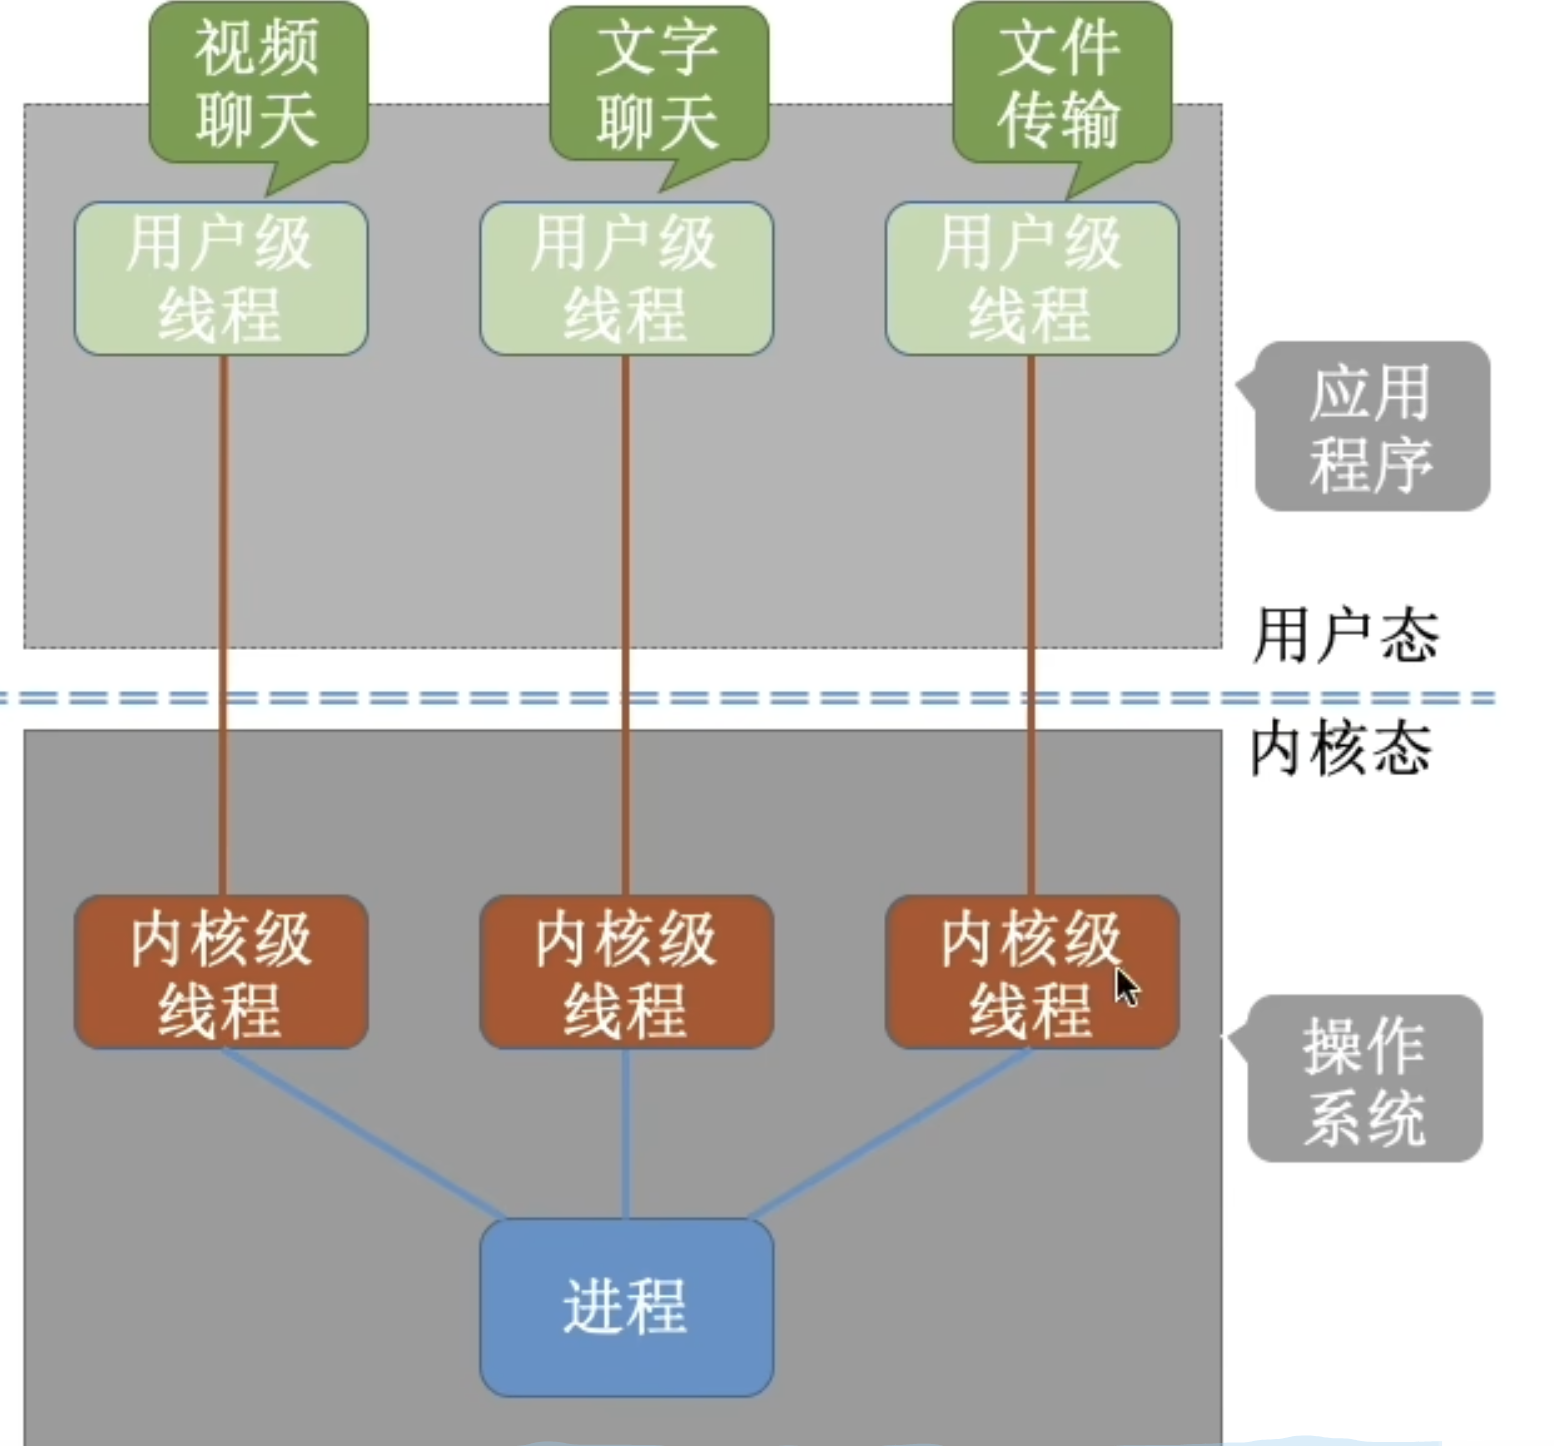 视频
聊天
文字
聊天
文件
传输
用户级
线程
用户级
线程
用户级
线程
应用
程序
用户态
内核态
内核级
线程
内核级
线程
内核级
线程
操作
系统
进程